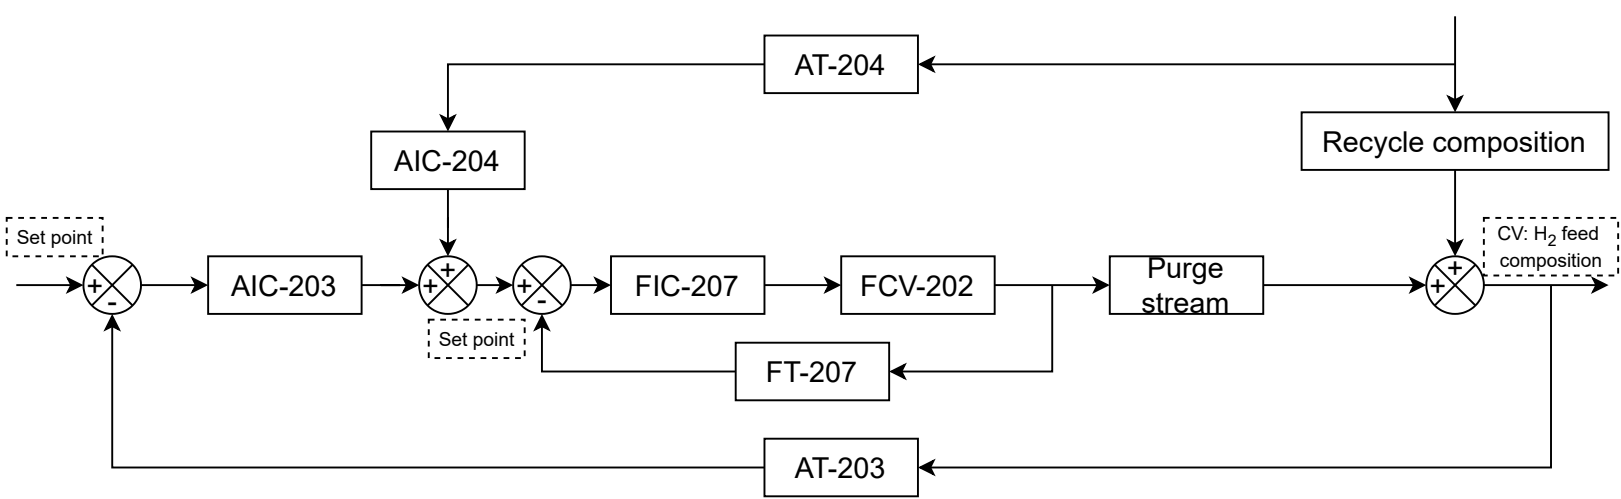 AT-204
Recycle composition
AIC-204
Set point
CV: H₂ feed
composition
+
-
AIC-203
+
+
+
-
FIC-207
FCV-202
Purge
stream
+
+
Set point
FT-207
AT-203